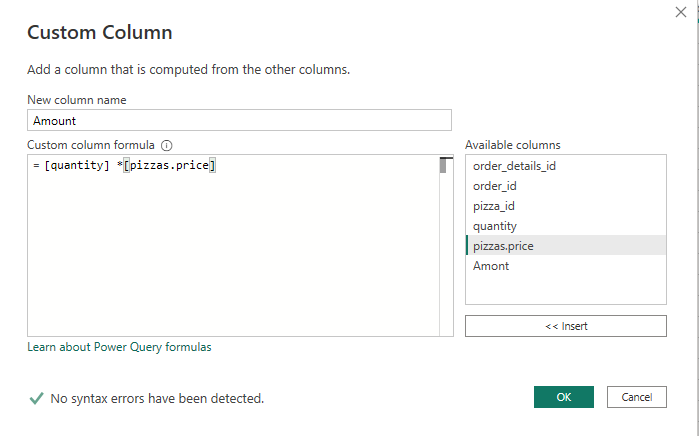 Custom Column
Add a column that is computed from the other columns.
New column name
Amount
Custom column formula
= [quantity] *[pizzas.price]
Available columns
order_details_id
order_id
pizza_id
quantity
pizzas.price
Amont
<< Insert
Learn about Power Query formulas
No syntax errors have been detected.
OK
Cancel